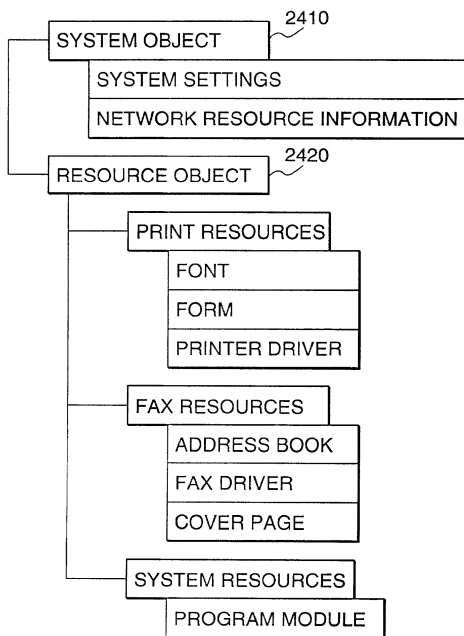 2410
SYSTEM OBJECT
SYSTEM SETTINGS
NETWORK RESOURCE INFORMATION
2420
RESOURCE OBJECT
PRINT RESOURCES
FONT
FORM
PRINTER DRIVER
FAX RESOURCES
ADDRESS BOOK
FAX DRIVER
COVER PAGE
SYSTEM RESOURCES
PROGRAM MODULE